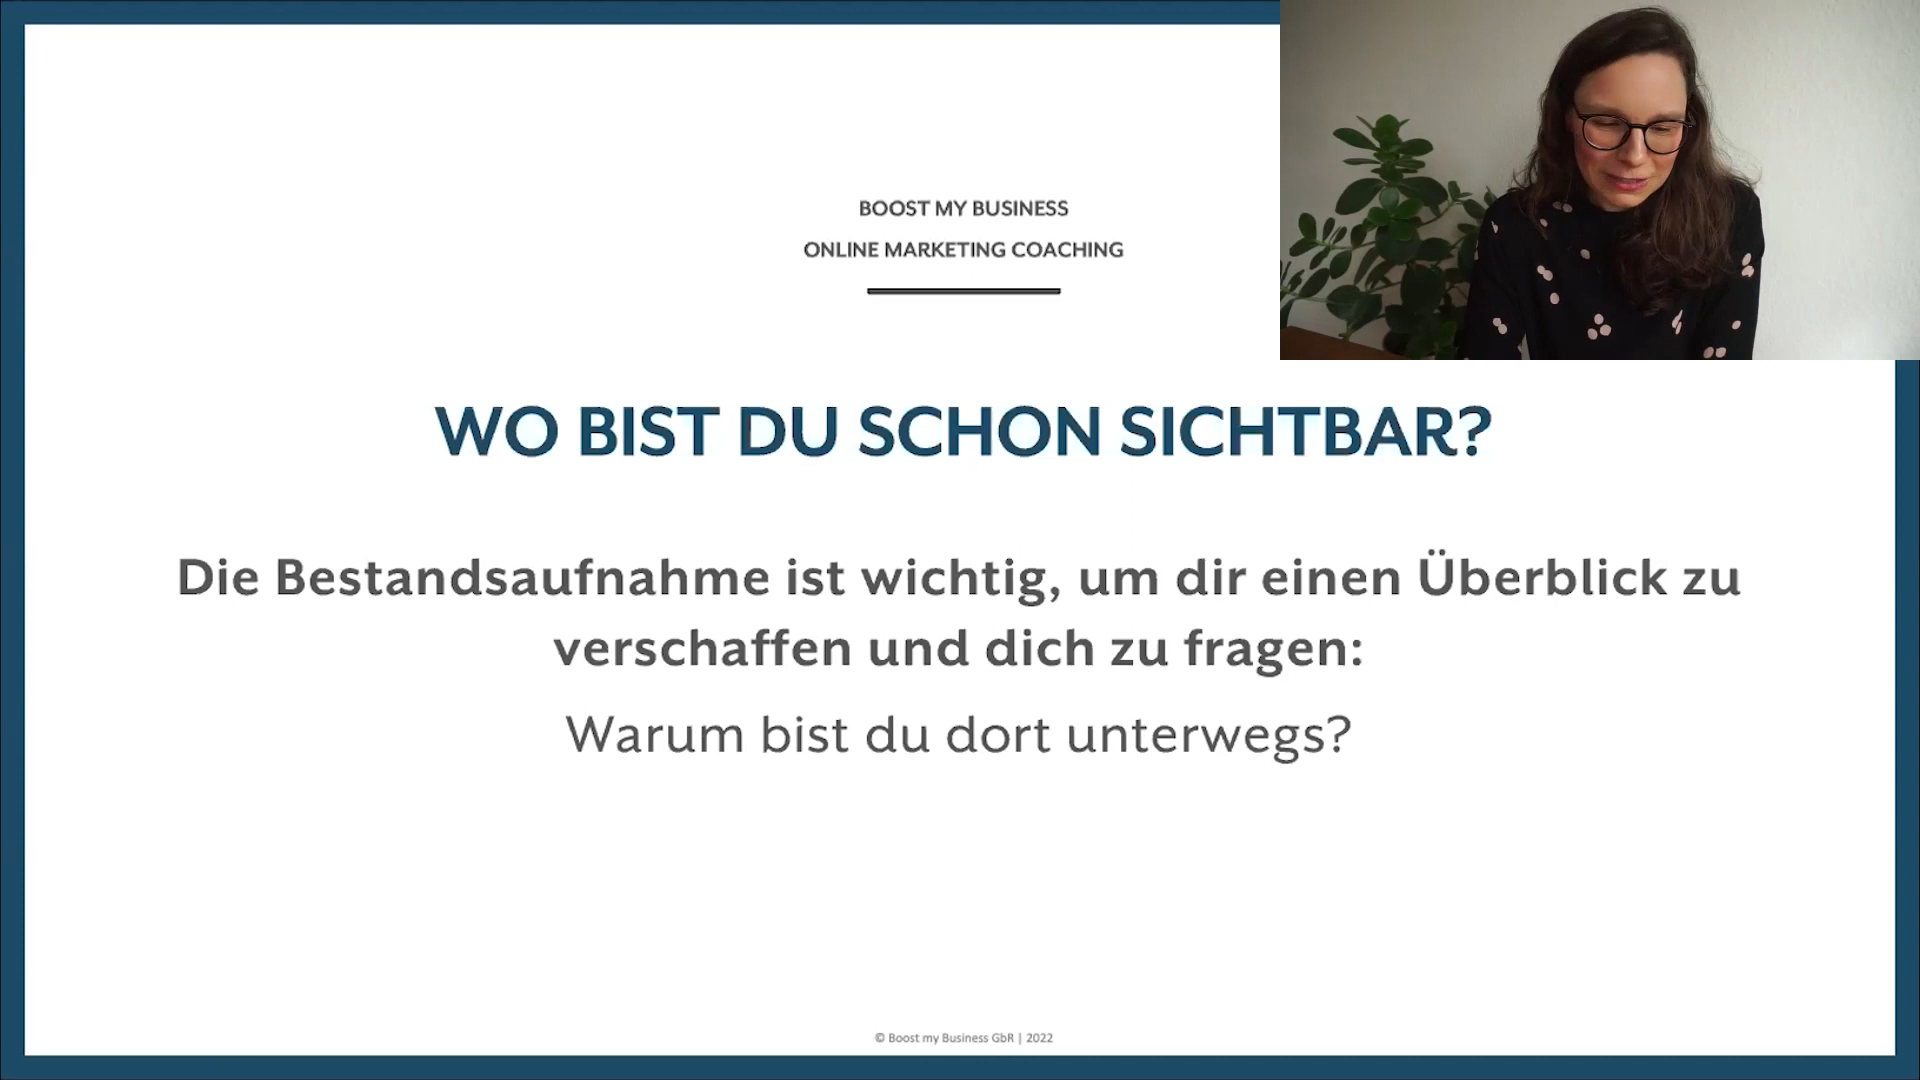 BOOST MY BUSINESS
ONLINE MARKETING COACHING
WO BIST DU SCHON SICHTBAR?
Die Bestandsaufnahme ist wichtig, um dir einen Überblick zu
verschaffen und dich zu fragen:
Warum bist du dort unterwegs?
© Boost my Business GbR | 2022